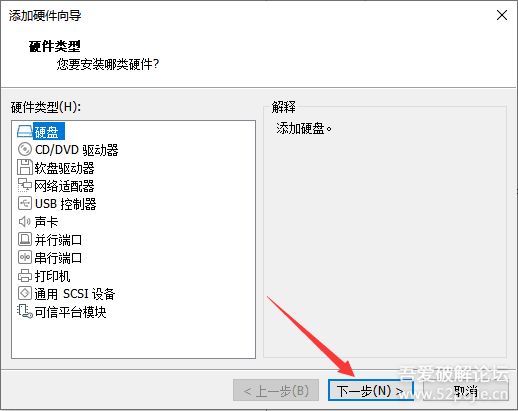 添加硬件向导
硬件类型
您要安装哪类硬件?
硬件类型(H):
硬盘
CD/DVD 驱动器
软盘驱动器
网络适配器
USB 控制器
声卡
并行端口
串行端口
打印机
通用 SCSI 设备
可信平台模块
解释
添加硬盘。
< 上一步(B)
下一步(N) >
取消
吾爱破解论坛
www.52pojie.cn